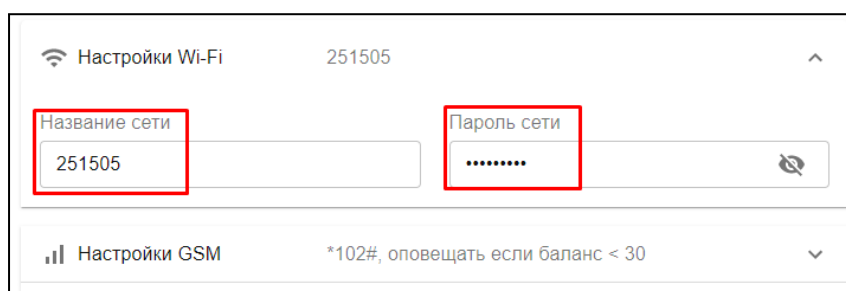 Настройки Wi-Fi 251505
Название сети Пароль сети
251505 •••••••••
Настройки GSM *102#, оповещать если баланс < 30